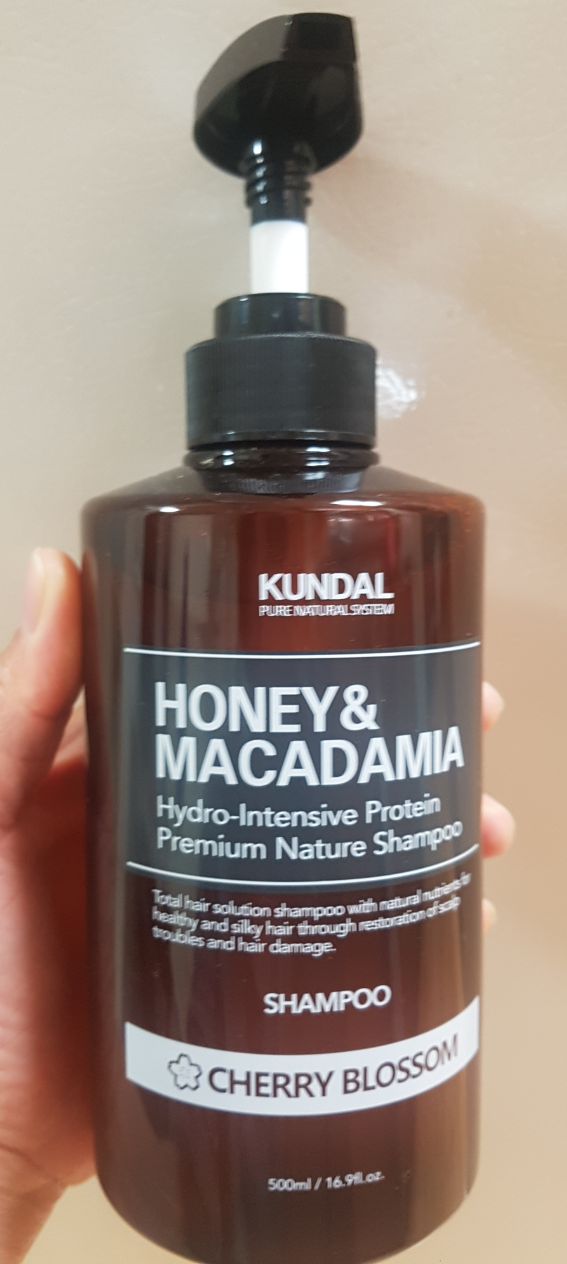 KUNDAL
PURE NATURAL SYSTEM
HONEY&
MACADAMIA
Hydro-Intensive Protein
Premium Nature Shampoo
Total hair solution shampoo with natural nutrients for
healthy and silky hair through restoration of scalp
troubles and hair damage.
SHAMPOO
CHERRY BLOSSOM
500ml / 16.9fl.oz.